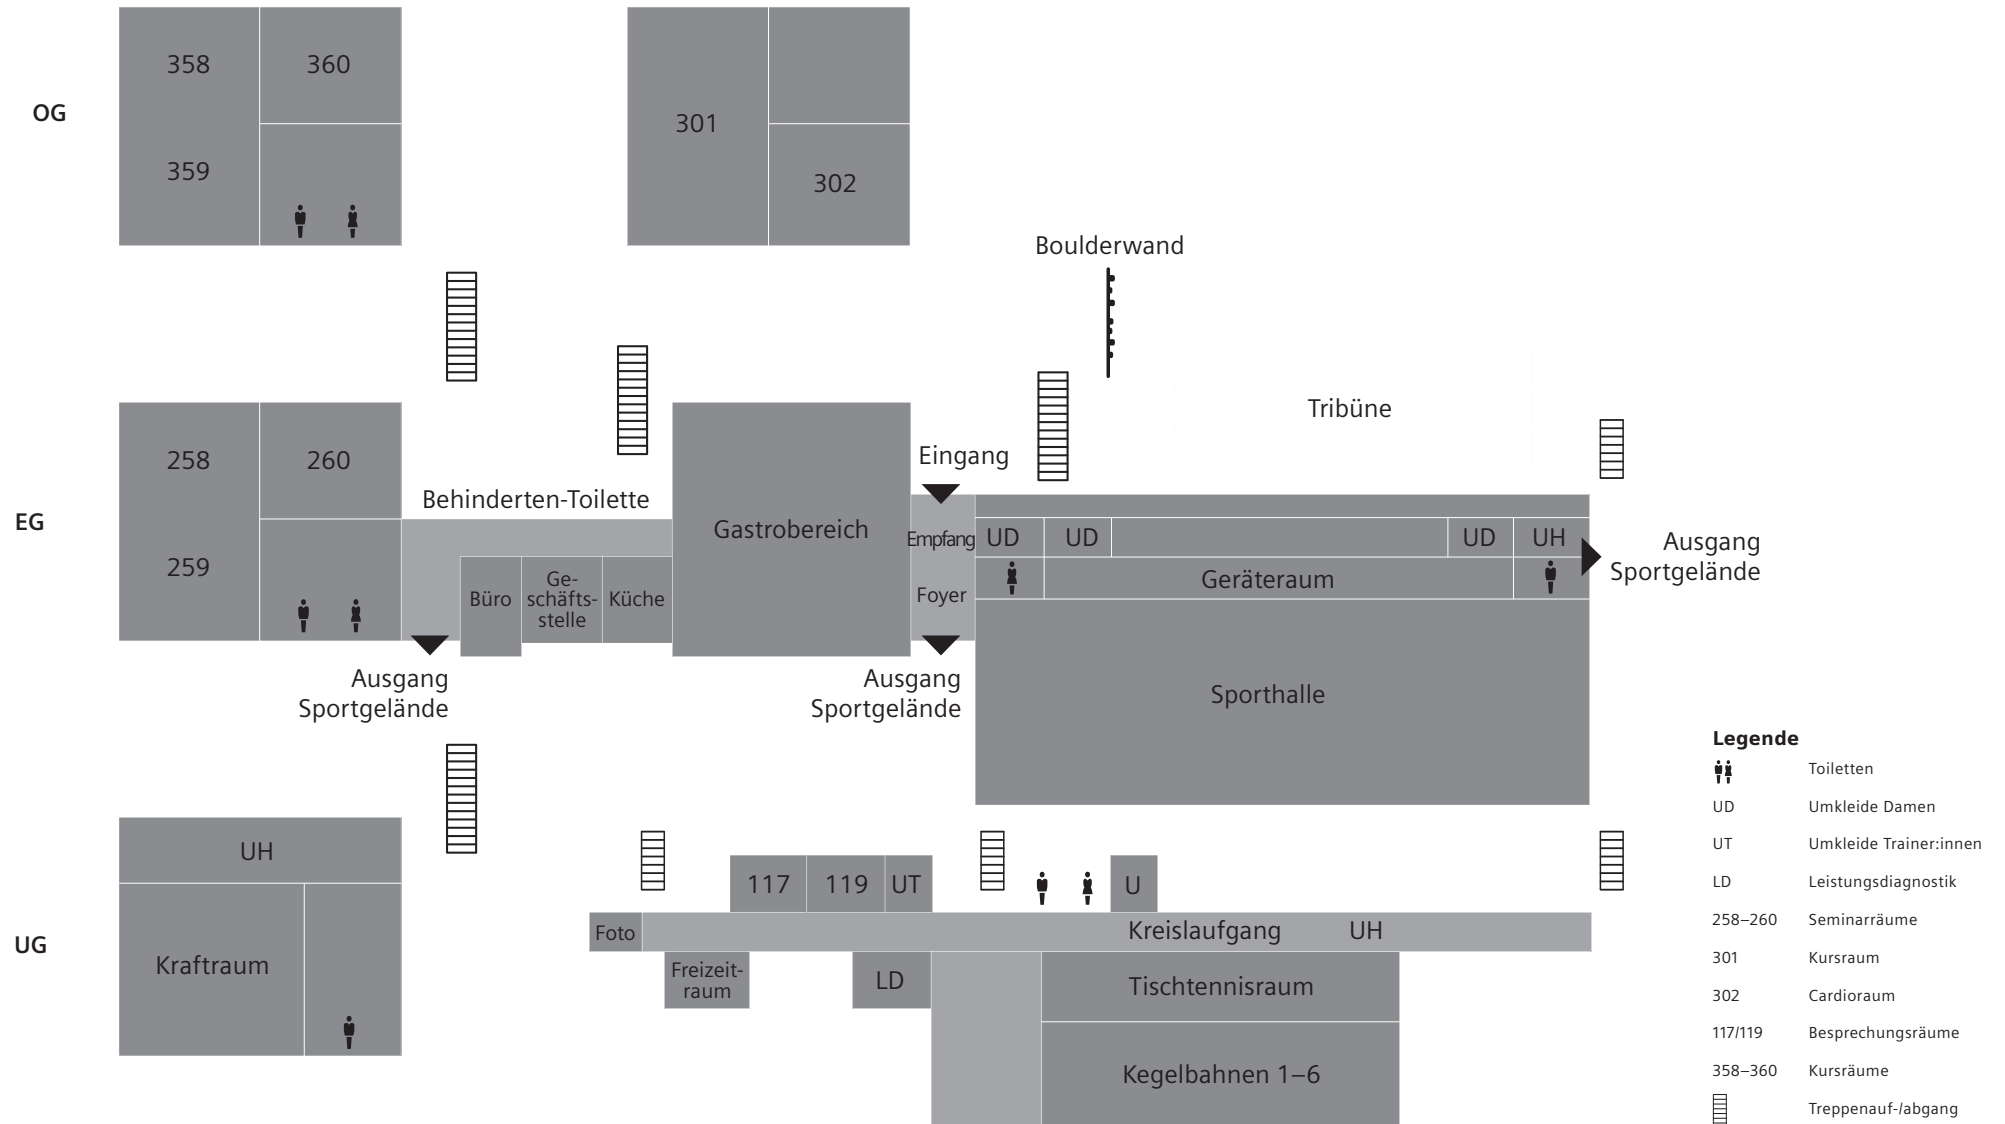 OG
358
360
359
301
302
Boulderwand
Tribüne
EG
258
260
259
Behinderten-Toilette
Büro
Ge-
schäfts-
stelle
Küche
Gastrobereich
Eingang
Empfang
Foyer
UD
UD
UD
UH
Geräteraum
Sporthalle
Ausgang
Sportgelände
Ausgang
Sportgelände
Ausgang
Sportgelände
UG
UH
Kraftraum
117
119
UT
U
Foto
Kreislaufgang
UH
Freizeit-
raum
LD
Tischtennisraum
Kegelbahnen 1–6
Legende
Toiletten
UD Umkleide Damen
UT Umkleide Trainer:innen
LD Leistungsdiagnostik
258–260 Seminarräume
301 Kursraum
302 Cardioraum
117/119 Besprechungsräume
358–360 Kursräume
Treppenauf-/abgang